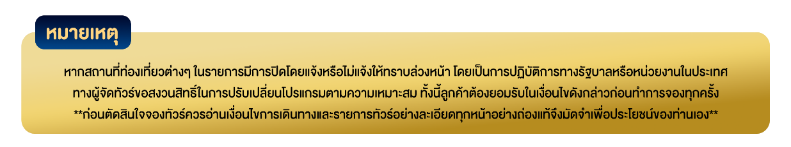 หมายเหตุ
หากสถานที่ท่องเที่ยวต่างๆ ในรายการมีการปิดโดยแจ้งหรือไม่แจ้งให้ทราบล่วงหน้า โดยเป็นการปฏิบัติการทางรัฐบาลหรือหน่วยงานในประเทศ
ทางผู้จัดทัวร์ขอสงวนสิทธิ์ในการปรับเปลี่ยนโปรแกรมตามความเหมาะสม ทั้งนี้ลูกค้าต้องยอมรับในเงื่อนไขดังกล่าวก่อนทำการจองทุกครั้ง
**ก่อนตัดสินใจจองทัวร์ควรอ่านเงื่อนไขการเดินทางและรายการทัวร์อย่างละเอียดทุกหน้าอย่างถ่องแท้จึงมัดจำเพื่อประโยชน์ของท่านเอง**